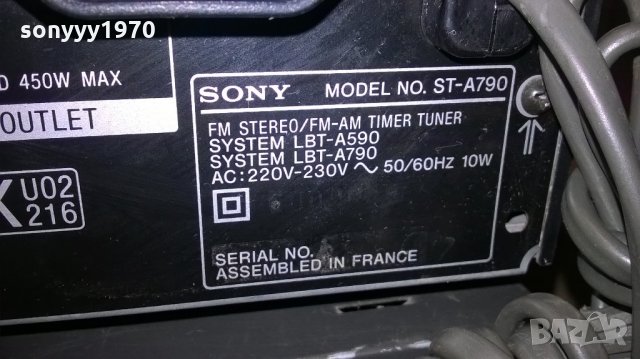 sonyyy1970
D 450W MAX
OUTLET
U02
216
SONY MODEL NO. ST-A790
FM STEREO/FM-AM TIMER TUNER
SYSTEM LBT-A590
SYSTEM LBT-A790
AC:220V-230V ~ 50/60HZ 10W
SERIAL NO.
ASSEMBLED IN FRANCE
BAZAR